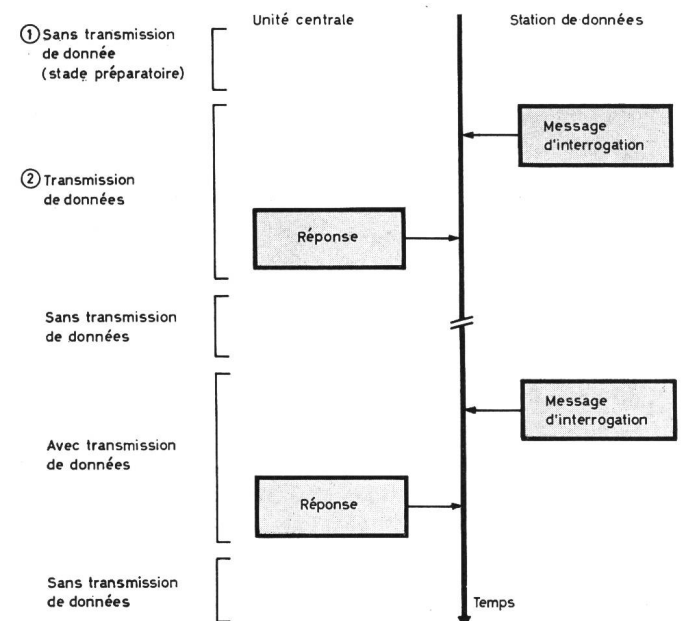 Unité centrale
Station de données
① Sans transmission
de donnée
(stade préparatoire)
Message
d'interrogation
② Transmission
de données
Réponse
Sans transmission
de données
Message
d'interrogation
Avec transmission
de données
Réponse
Sans transmission
de données
Temps